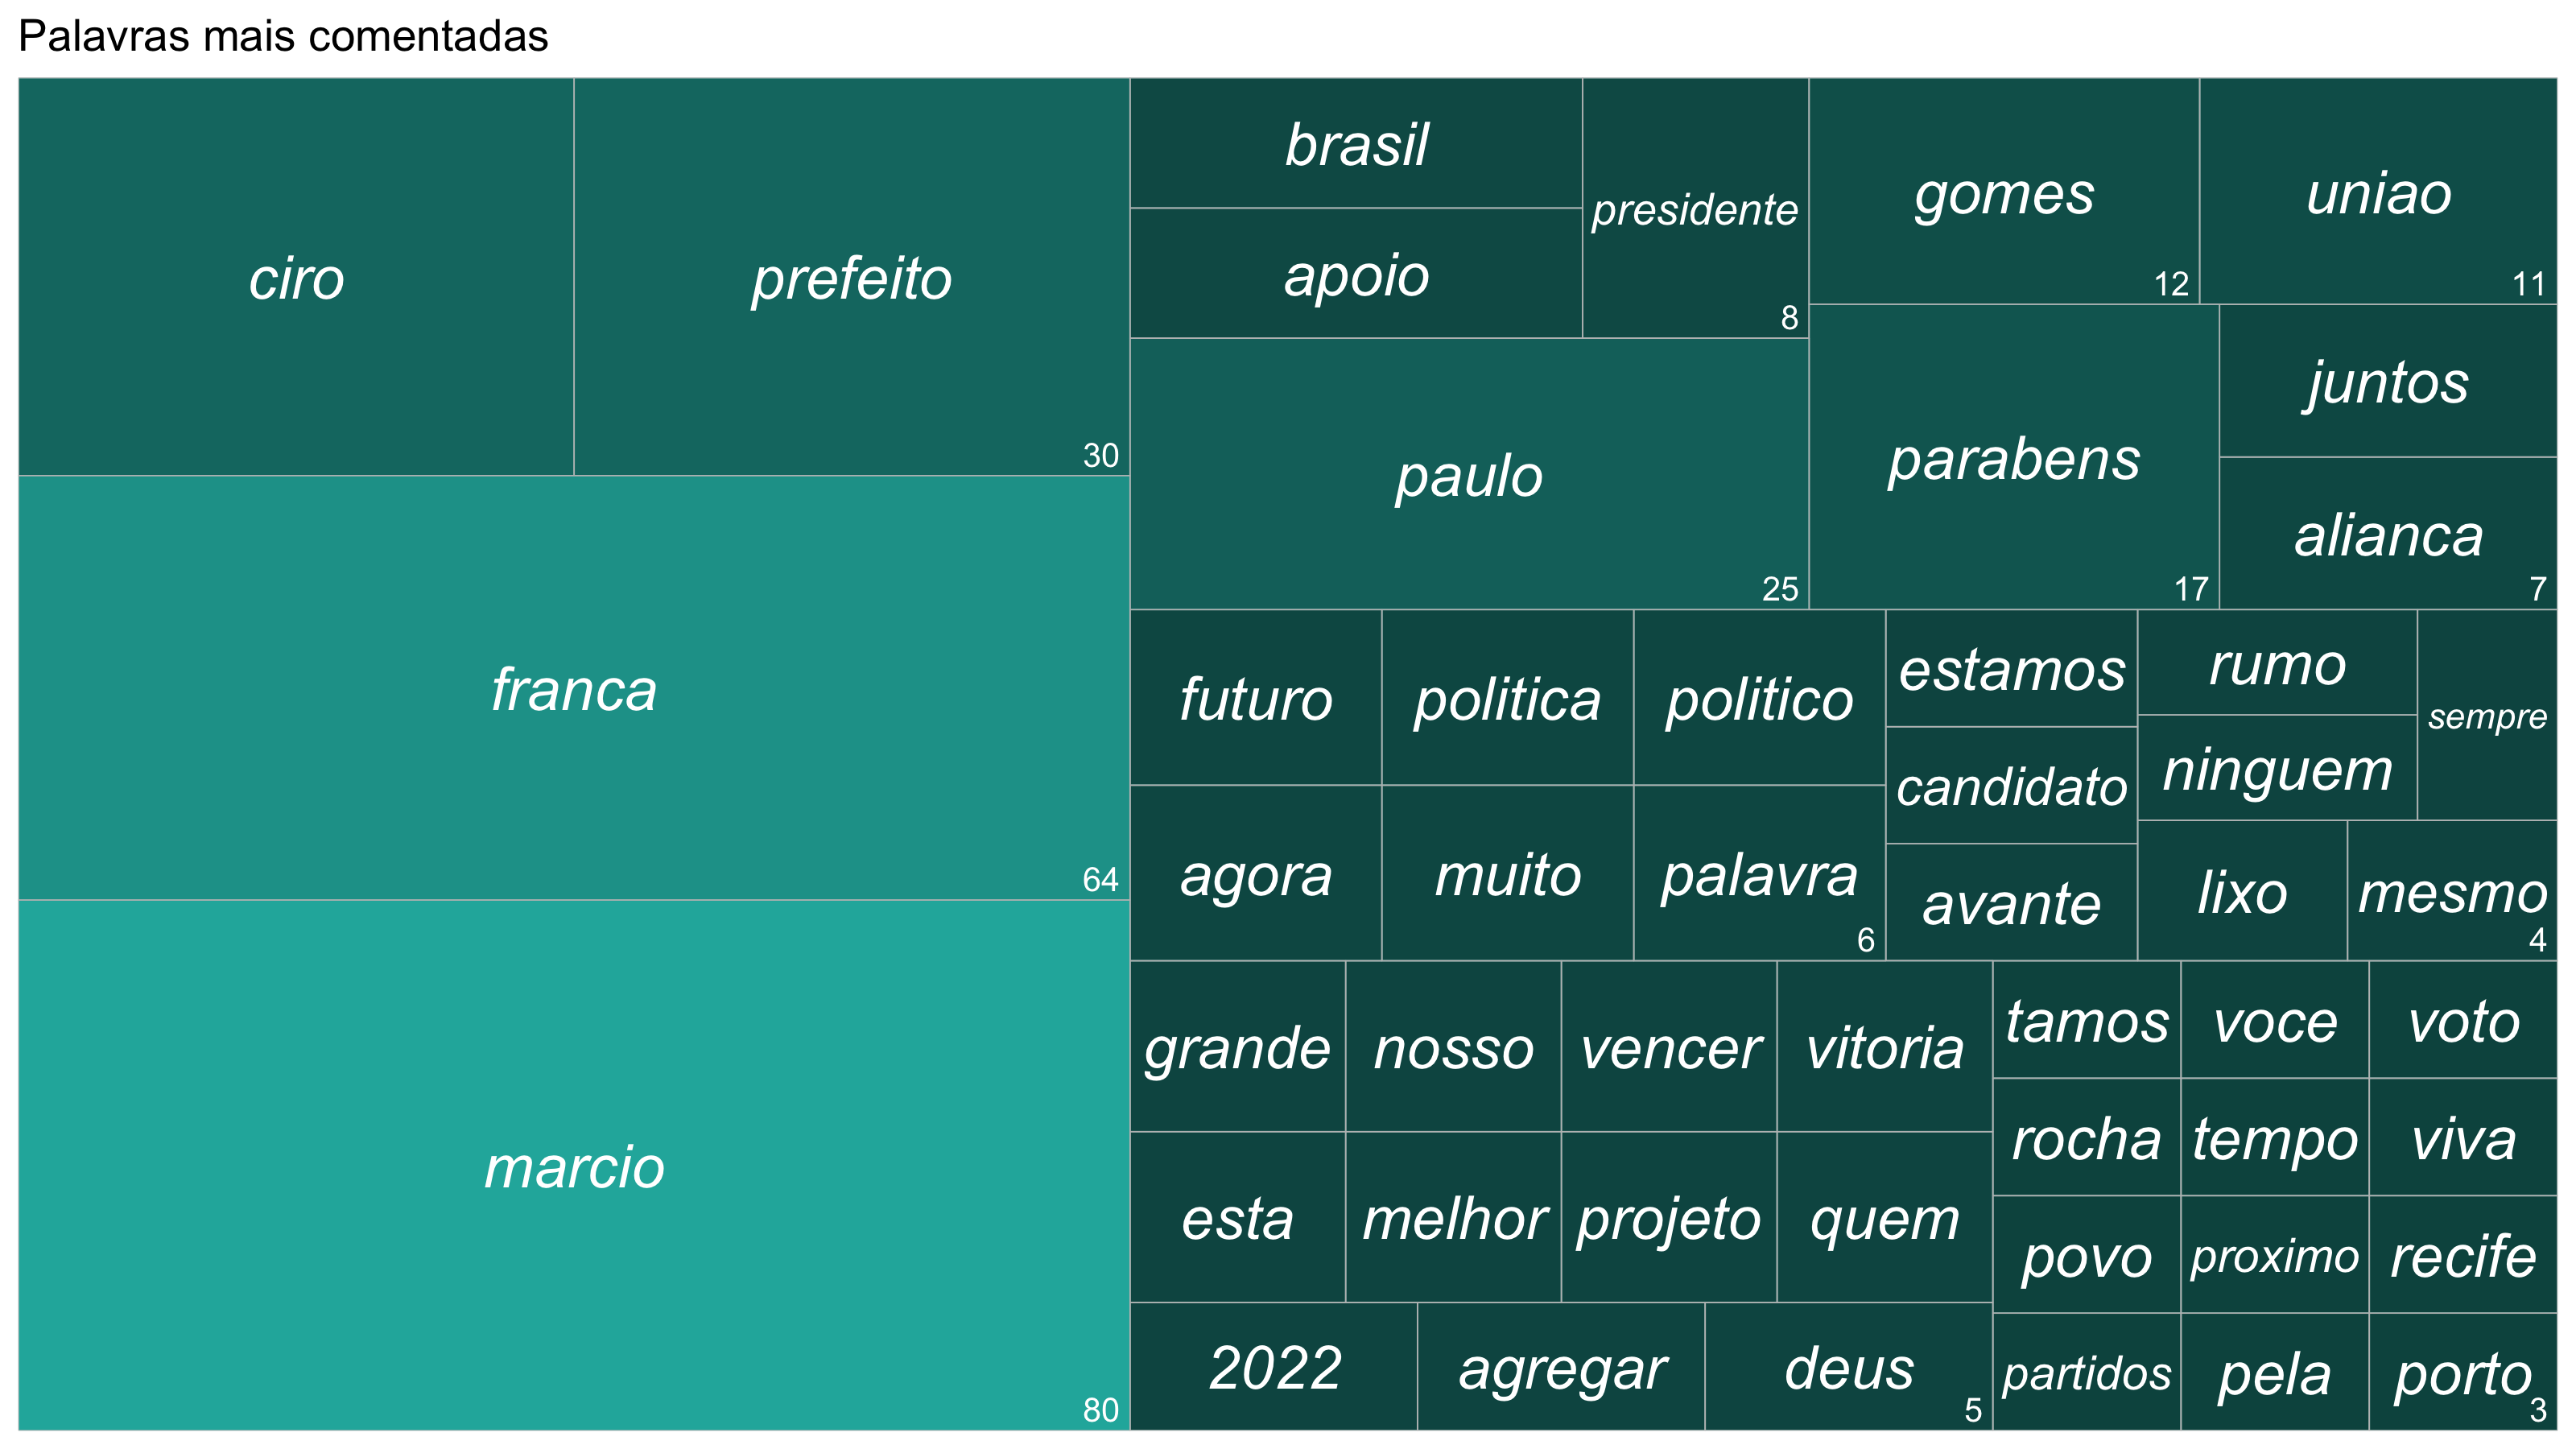 Palavras mais comentadas
ciro
prefeito
30
franca
64
marcio
80
brasil
apoio
presidente
8
gomes
12
uniao
11
paulo
25
parabens
17
juntos
alianca
7
futuro
politica
politico
agora
muito
palavra
6
estamos
candidato
avante
rumo
ninguem
sempre
lixo
mesmo
4
grande
nosso
vencer
vitoria
esta
melhor
projeto
quem
2022
agregar
deus
5
tamos
voce
voto
rocha
tempo
viva
povo
proximo
recife
partidos
pela
porto
3